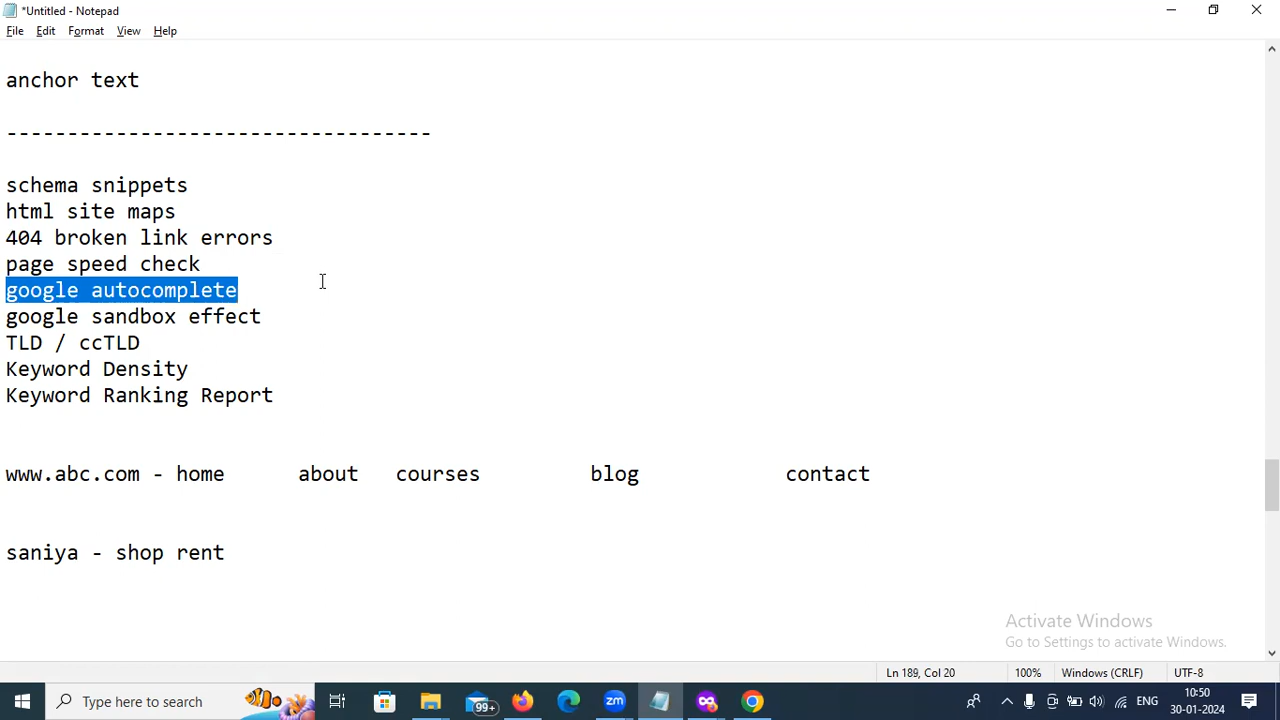 *Untitled - Notepad
File Edit Format View Help
anchor text
-----------------------------------
schema snippets
html site maps
404 broken link errors
page speed check
google autocomplete
google sandbox effect
TLD / ccTLD
Keyword Density
Keyword Ranking Report
www.abc.com - home about courses blog contact
saniya - shop rent
Activate Windows
Go to Settings to activate Windows.
Ln 189, Col 20 100% Windows (CRLF) UTF-8
Type here to search 99+ zm ENG 10:50
30-01-2024